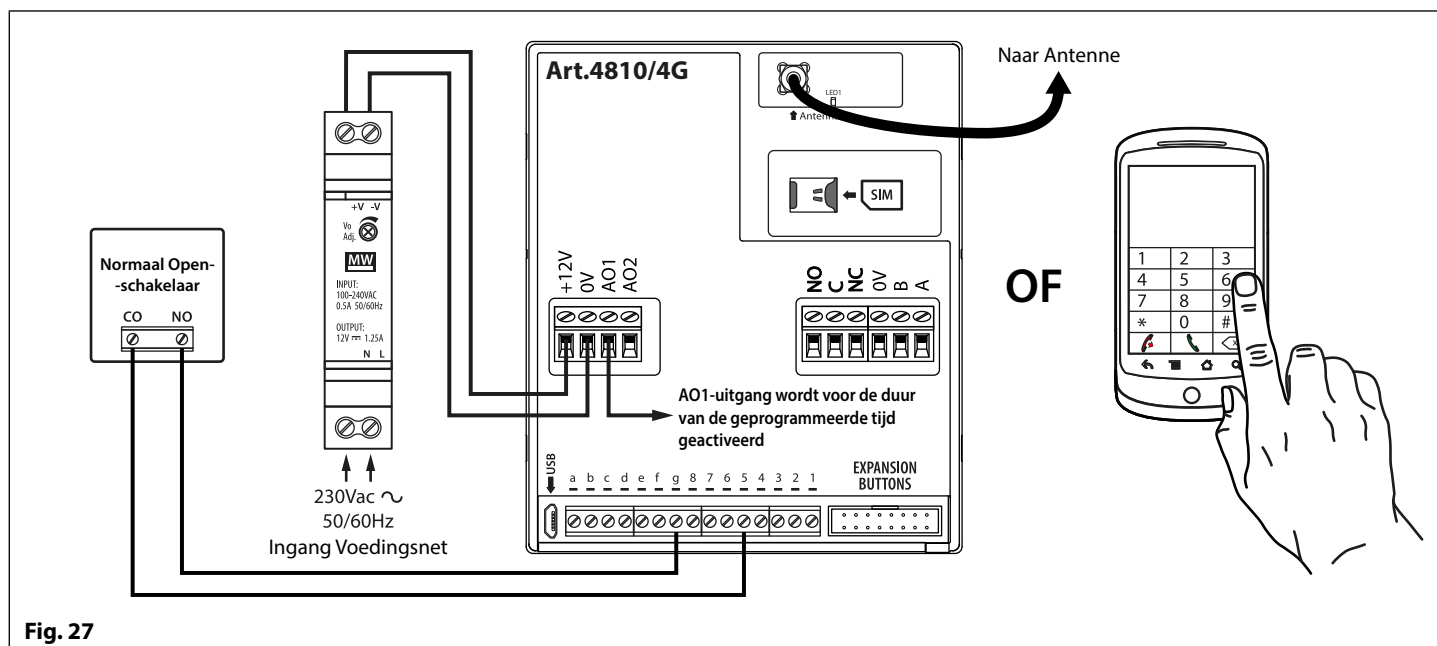 Art.4810/4G
LED1
Antenn
Naar Antenne
SIM
+V -V
Vo
Adj.
MW
INPUT:
100-240VAC
0.5A 50/60Hz
OUTPUT:
12V 1.25A
N L
Normaal Open-
-schakelaar
CO NO
+12V
0V
AO1
AO2
NO
C
NC
0V
B
A
OF
1 2 3
4 5 6
7 8 9
* 0 #
AO1-uitgang wordt voor de duur
van de geprogrammeerde tijd
geactiveerd
USB
a b c d e f g 8 7 6 5 4 3 2 1
EXPANSION
BUTTONS
230Vac
50/60Hz
Ingang Voedingsnet
Fig. 27